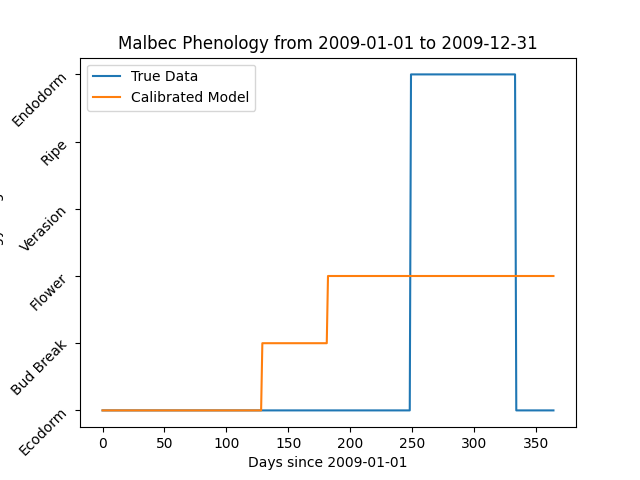 Malbec Phenology from 2009-01-01 to 2009-12-31
True Data
Calibrated Model
Endodorm
Ripe
Verasion
Flower
Bud Break
Ecodorm
0 50 100 150 200 250 300 350
Days since 2009-01-01